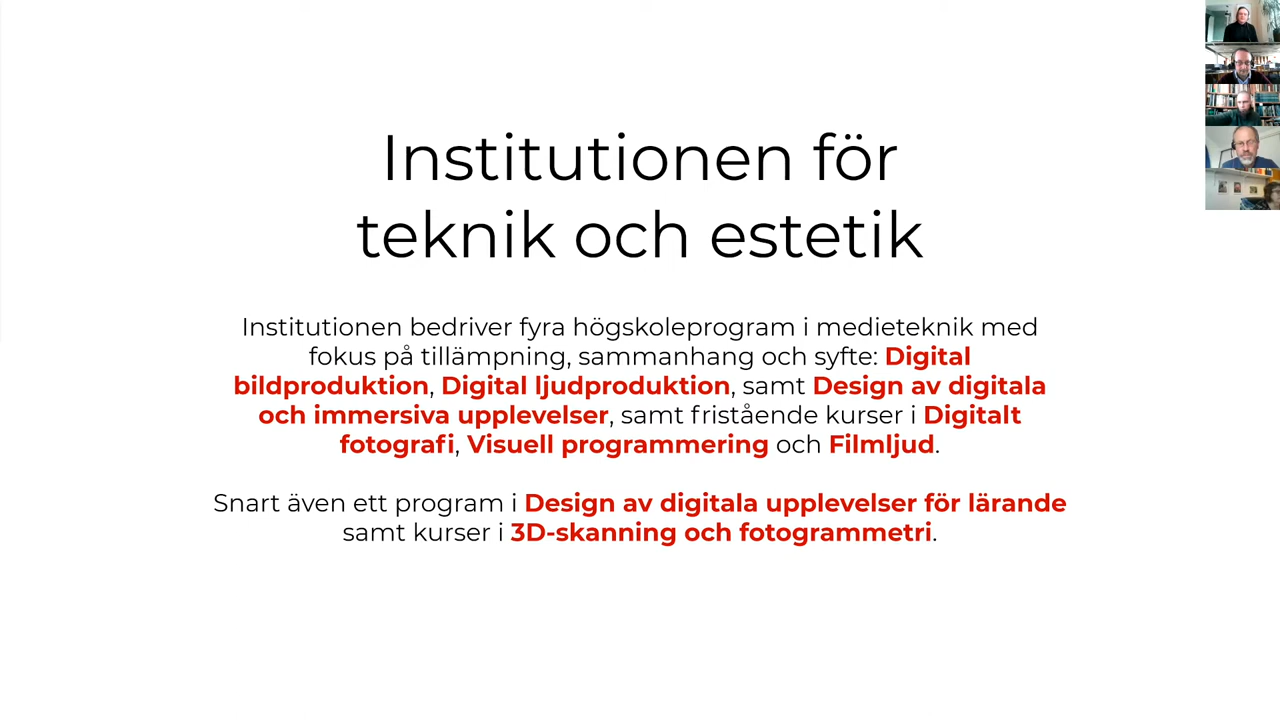 Institutionen för
teknik och estetik
Institutionen bedriver fyra högskoleprogram i medieteknik med
fokus på tillämpning, sammanhang och syfte: Digital
bildproduktion, Digital ljudproduktion, samt Design av digitala
och immersiva upplevelser, samt fristående kurser i Digitalt
fotografi, Visuell programmering och Filmljud.
Snart även ett program i Design av digitala upplevelser för lärande
samt kurser i 3D-skanning och fotogrammetri.